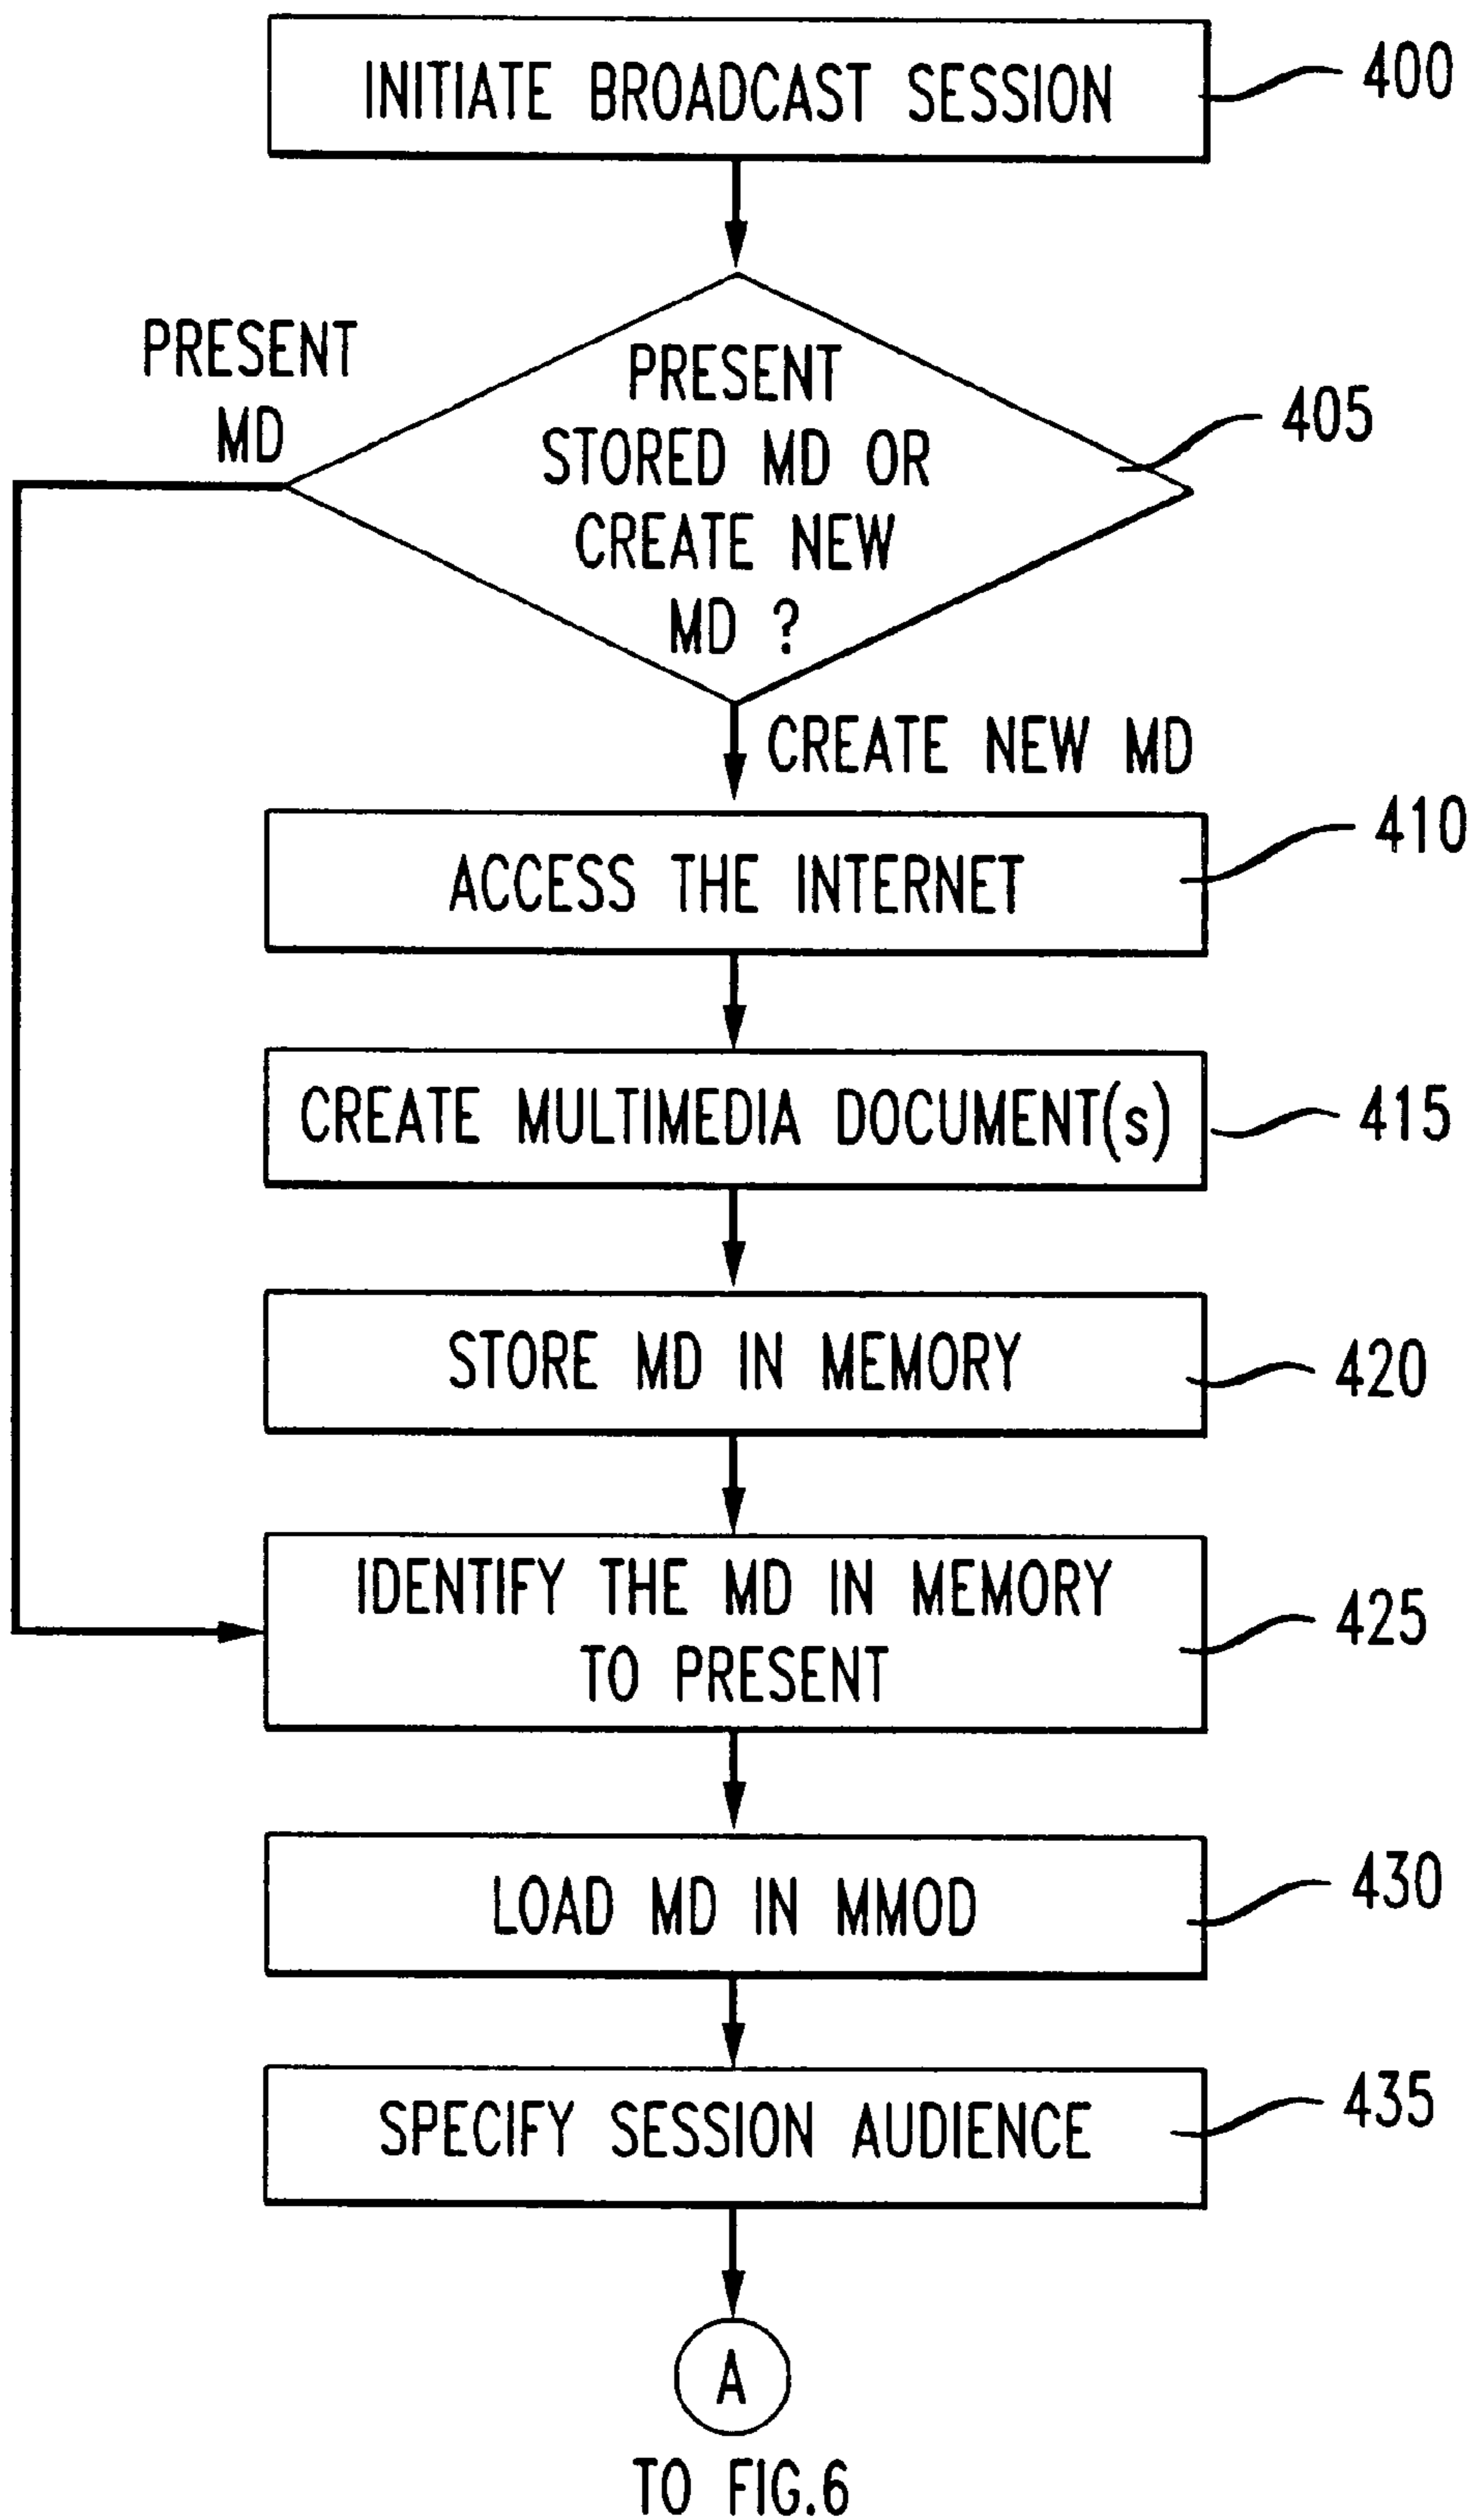 INITIATE BROADCAST SESSION
400
PRESENT
MD
PRESENT
STORED MD OR
CREATE NEW
MD ?
405
CREATE NEW MD
410
ACCESS THE INTERNET
CREATE MULTIMEDIA DOCUMENT(s)
415
STORE MD IN MEMORY
420
IDENTIFY THE MD IN MEMORY
TO PRESENT
425
LOAD MD IN MMOD
430
SPECIFY SESSION AUDIENCE
435
A
TO FIG.6